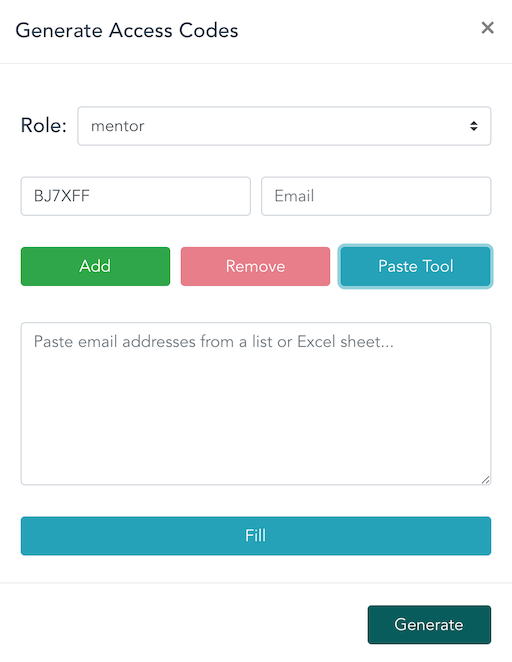 Generate Access Codes ×
Role: mentor
BJ7XFF Email
Add Remove Paste Tool
Paste email addresses from a list or Excel sheet...
Fill
Generate